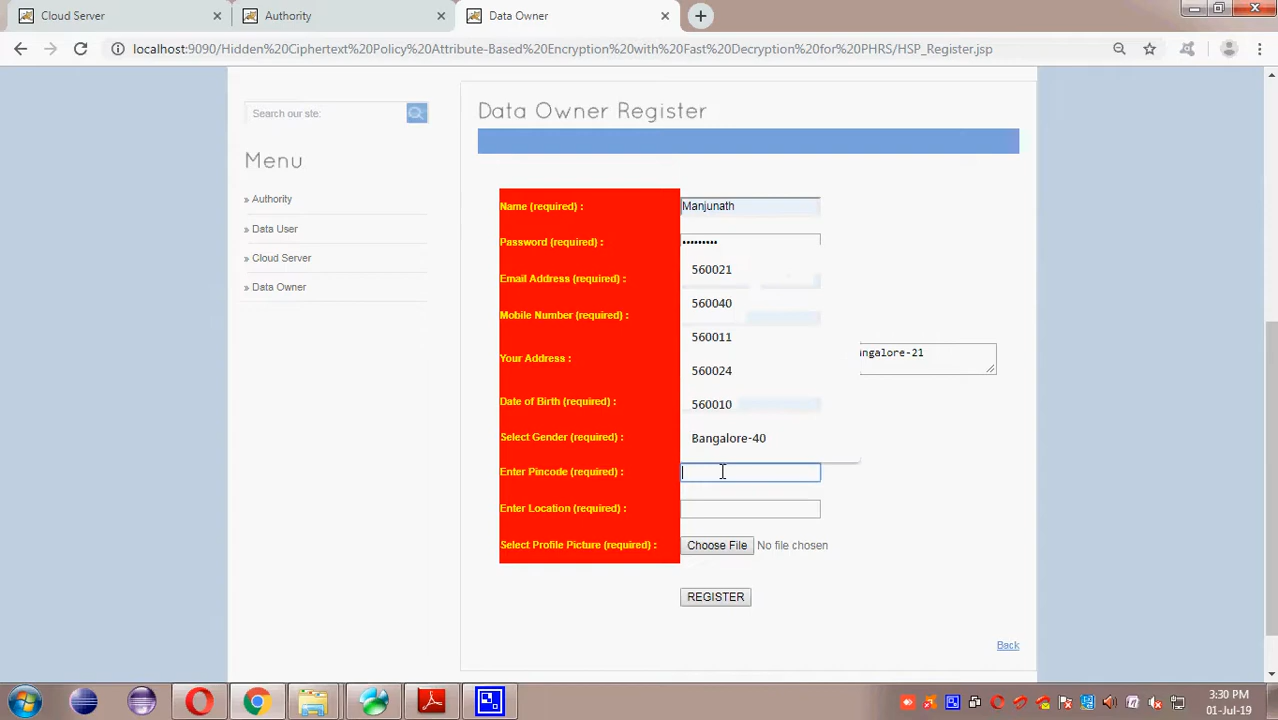 Cloud Server
Authority
Data Owner
localhost:9090/Hidden%20Ciphertext%20Policy%20Attribute-Based%20Encryption%20with%20Fast%20Decryption%20for%20PHRS/HSP_Register.jsp
Search our site:
Menu
» Authority
» Data User
» Cloud Server
» Data Owner
Data Owner Register
Name (required) :
Manjunath
Password (required) :
•••••••••
Email Address (required) :
Mobile Number (required) :
Your Address :
ingalore-21
Date of Birth (required) :
Select Gender (required) :
560021
560040
560011
560024
560010
Bangalore-40
Enter Pincode (required) :
Enter Location (required) :
Select Profile Picture (required) :
Choose File No file chosen
REGISTER
Back
3:30 PM
01-Jul-19